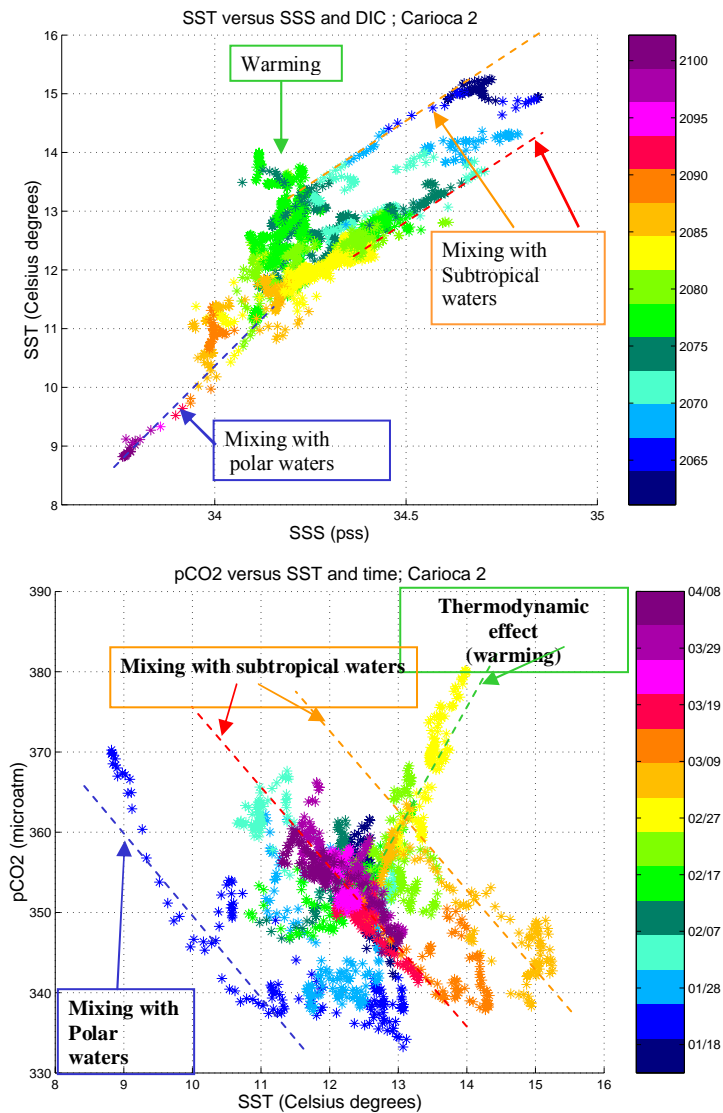 SST versus SSS and DIC ; Carioca 2
16
15
14
13
12
11
10
9
8
SST (Celsius degrees)
Warming
Mixing with
Subtropical
waters
Mixing with
polar waters
34
34.5
35
SSS (pss)
2100
2095
2090
2085
2080
2075
2070
2065
pCO2 versus SST and time; Carioca 2
390
380
370
360
350
340
330
pCO2 (microatm)
Thermodynamic
effect
(warming)
Mixing with subtropical waters
Mixing with
Polar
waters
8
9
10
11
12
13
14
15
16
SST (Celsius degrees)
04/08
03/29
03/19
03/09
02/27
02/17
02/07
01/28
01/18